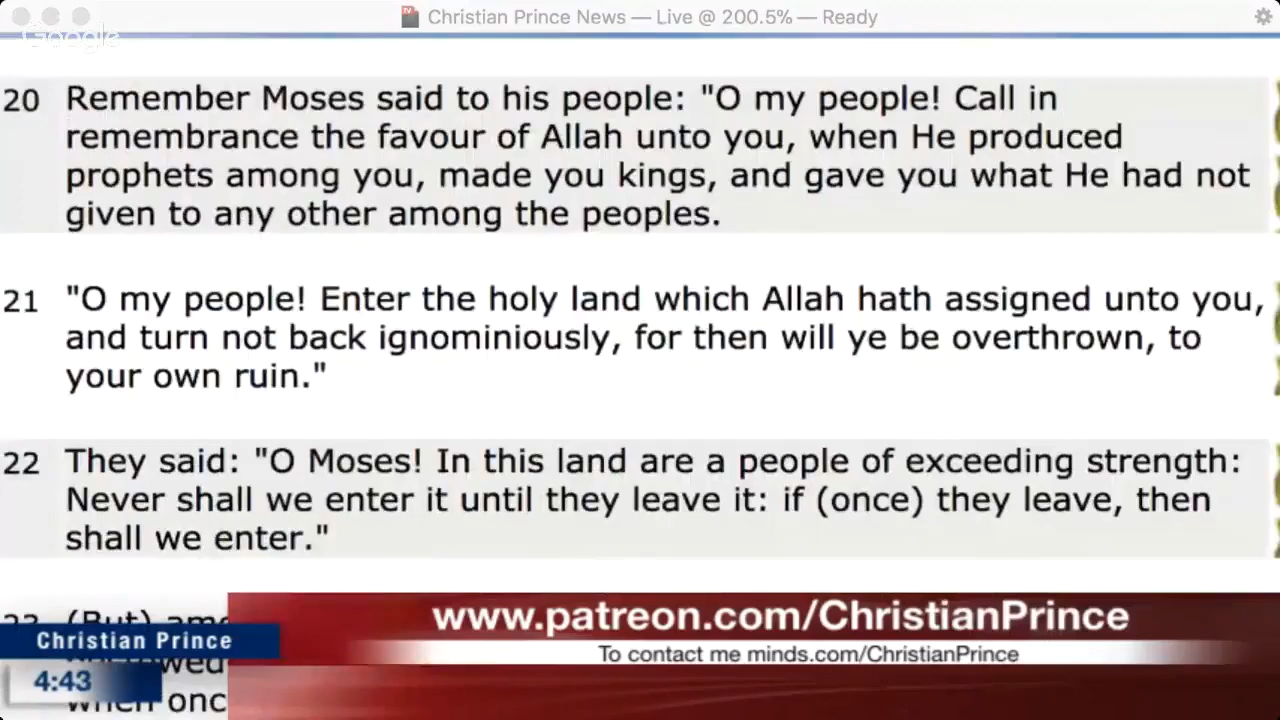 Christian Prince News — Live @ 200.5% — Ready
Google
20 Remember Moses said to his people: "O my people! Call in
remembrance the favour of Allah unto you, when He produced
prophets among you, made you kings, and gave you what He had not
given to any other among the peoples.
21 "O my people! Enter the holy land which Allah hath assigned unto you,
and turn not back ignominiously, for then will ye be overthrown, to
your own ruin."
22 They said: "O Moses! In this land are a people of exceeding strength:
Never shall we enter it until they leave it: if (once) they leave, then
shall we enter."
(But)
www.patreon.com/ChristianPrince
Christian Prince
To contact me minds.com/ChristianPrince
4:43